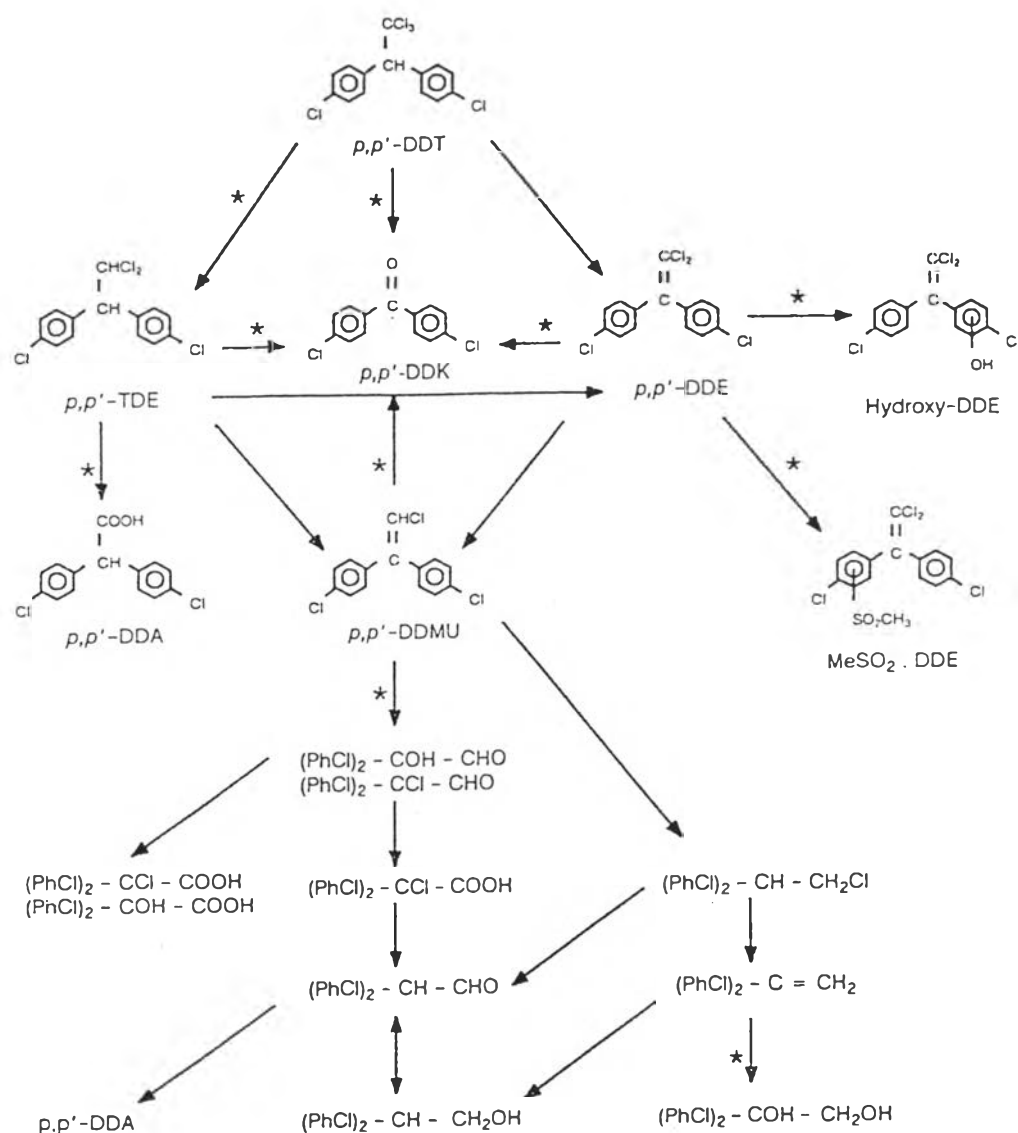 CCl₃
CH
Cl Cl
p,p'-DDT
★
★
CHCl₂
CH
Cl Cl
p,p'-TDE
★
O
C
Cl Cl
p,p'-DDK
★
CCl₂
C
Cl Cl
p,p'-DDE
★
CCl₂
C
Cl Cl
OH
Hydroxy-DDE
★
★
★
COOH
CH
Cl Cl
p,p'-DDA
CHCl
C
Cl Cl
p,p'-DDMU
CCl₂
C
Cl Cl
SO₂CH₃
MeSO₂ . DDE
★
(PhCl)₂ - COH - CHO
(PhCl)₂ - CCl - CHO
(PhCl)₂ - CCl - COOH
(PhCl)₂ - COH - COOH
(PhCl)₂ - CCl - COOH
(PhCl)₂ - CH - CH₂Cl
(PhCl)₂ - CH - CHO
(PhCl)₂ - C = CH₂
★
p,p'-DDA
(PhCl)₂ - CH - CH₂OH
(PhCl)₂ - COH - CH₂OH